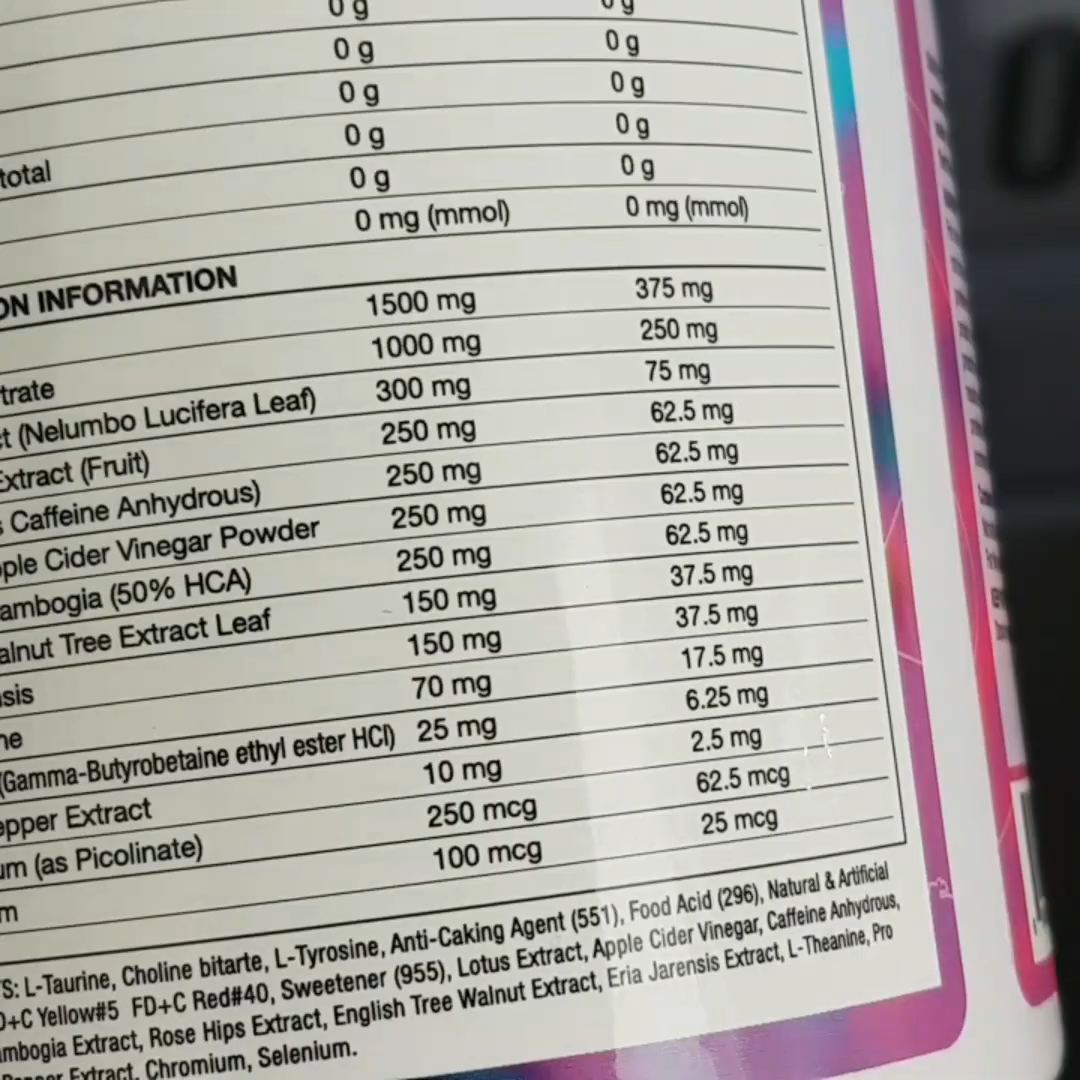 0 g 0 g
0 g 0 g
0 g 0 g
total 0 g 0 g
0 g 0 g
0 mg (mmol) 0 mg (mmol)
ON INFORMATION
1500 mg 375 mg
trate 1000 mg 250 mg
ct (Nelumbo Lucifera Leaf) 300 mg 75 mg
Extract (Fruit) 250 mg 62.5 mg
s Caffeine Anhydrous) 250 mg 62.5 mg
ple Cider Vinegar Powder 250 mg 62.5 mg
ambogia (50% HCA) 250 mg 62.5 mg
alnut Tree Extract Leaf 150 mg 37.5 mg
nsis 150 mg 37.5 mg
ne 70 mg 17.5 mg
(Gamma-Butyrobetaine ethyl ester HCl) 25 mg 6.25 mg
epper Extract 10 mg 2.5 mg
um (as Picolinate) 250 mcg 62.5 mcg
m 100 mcg 25 mcg
S: L-Taurine, Choline bitarte, L-Tyrosine, Anti-Caking Agent (551), Food Acid (296), Natural & Artificial
D+C Yellow#5 FD+C Red#40, Sweetener (955), Lotus Extract, Apple Cider Vinegar, Caffeine Anhydrous,
mbogia Extract, Rose Hips Extract, English Tree Walnut Extract, Eria Jarensis Extract, L-Theanine, Pro
Pepper Extract, Chromium, Selenium.